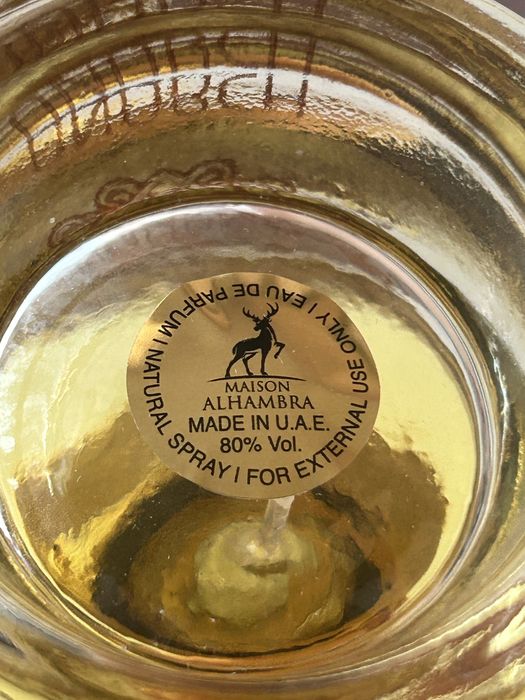 EAU DE PARFUM | NATURAL SPRAY | FOR EXTERNAL USE ONLY |
MAISON
ALHAMBRA
MADE IN U.A.E.
80% Vol.